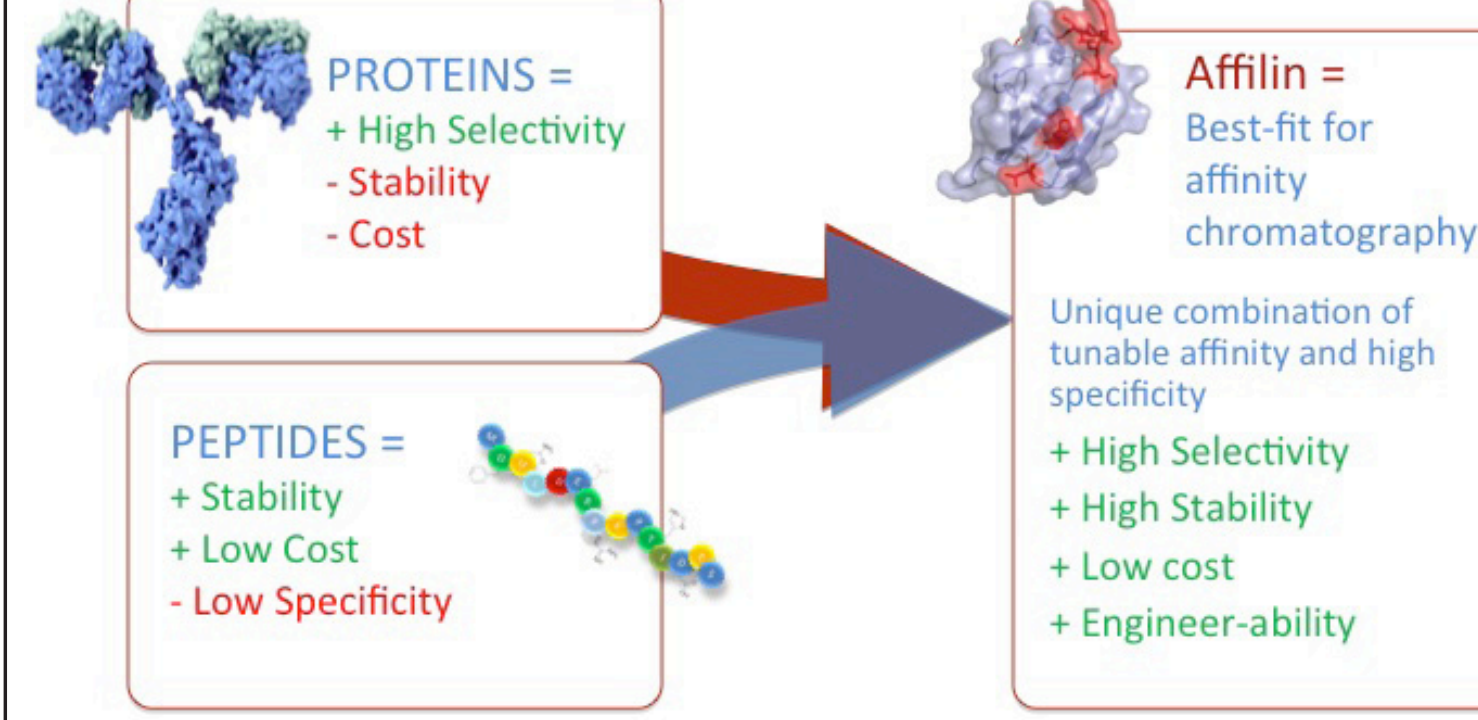 PROTEINS =
+ High Selectivity
- Stability
- Cost
PEPTIDES =
+ Stability
+ Low Cost
- Low Specificity
Affilin =
Best-fit for
affinity
chromatography
Unique combination of
tunable affinity and high
specificity
+ High Selectivity
+ High Stability
+ Low cost
+ Engineer-ability